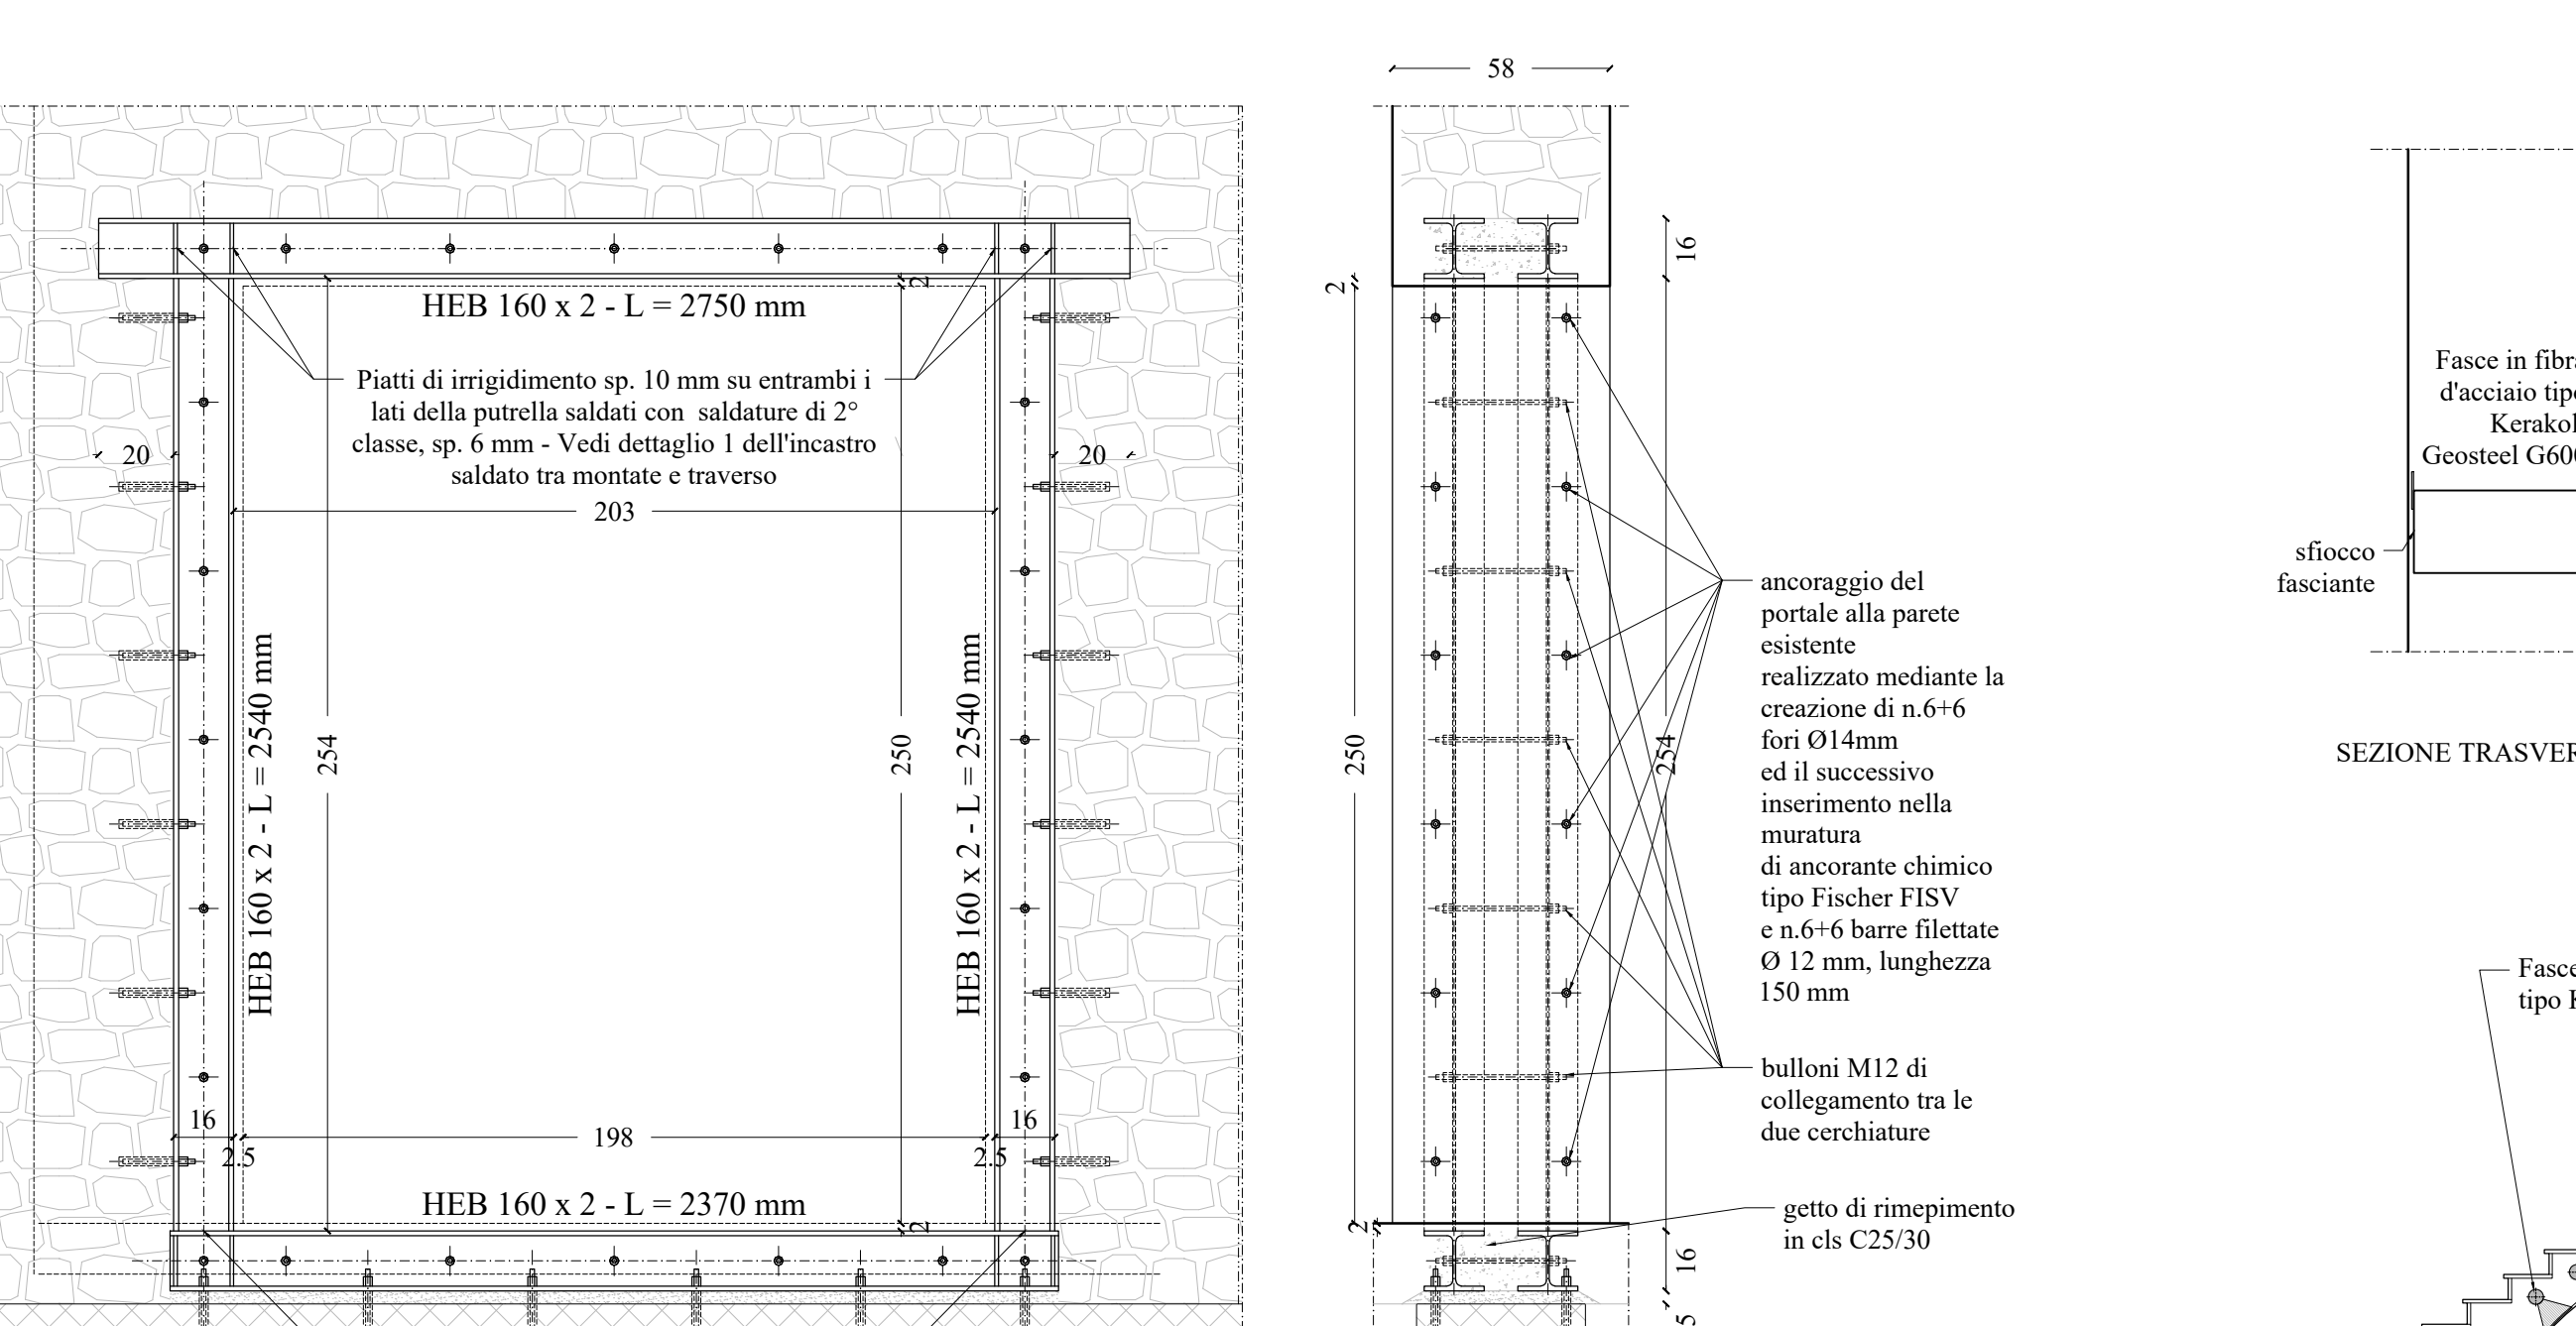 58
16
2
2
HEB 160 x 2 - L = 2750 mm
Piatti di irrigidimento sp. 10 mm su entrambi i
lati della putrella saldati con saldature di 2°
classe, sp. 6 mm - Vedi dettaglio 1 dell'incastro
saldato tra montate e traverso
20
20
203
HEB 160 x 2 - L = 2540 mm
254
250
HEB 160 x 2 - L = 2540 mm
16
16
198
2.5
2.5
HEB 160 x 2 - L = 2370 mm
2
250
254
ancoraggio del
portale alla parete
esistente
realizzato mediante la
creazione di n.6+6
fori Ø14mm
ed il successivo
inserimento nella
muratura
di ancorante chimico
tipo Fischer FISV
e n.6+6 barre filettate
Ø 12 mm, lunghezza
150 mm
bulloni M12 di
collegamento tra le
due cerchiature
getto di rimepimento
in cls C25/30
2
16
5
Fasce in fibra
d'acciaio tipo
Kerakol
Geosteel G600
sfiocco
fasciante
SEZIONE TRASVER
Fasce
tipo K